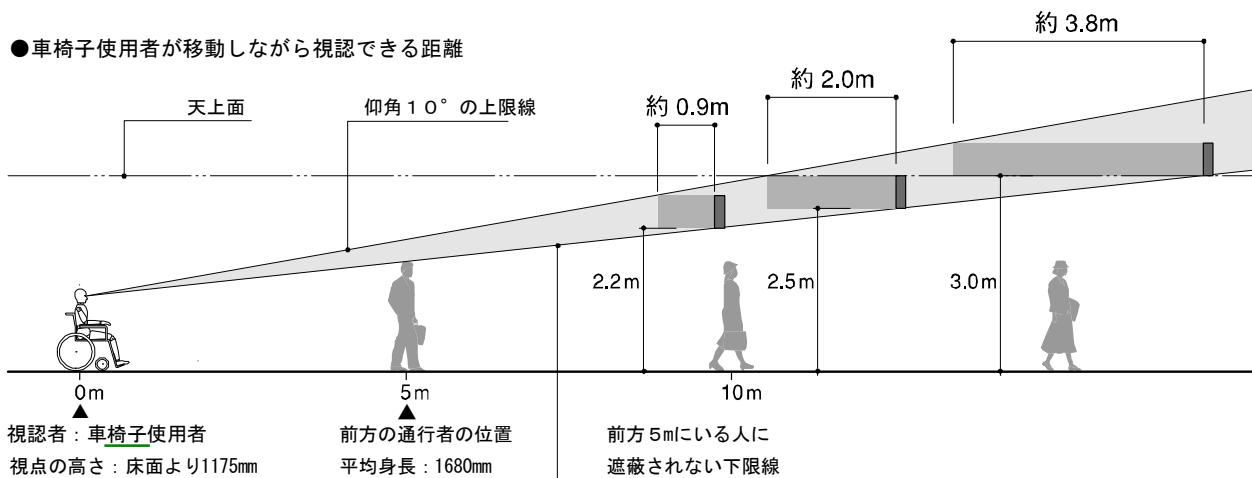 ●車椅子使用者が移動しながら視認できる距離
約 3.8m
約 2.0m
天上面
仰角１０°の上限線
約 0.9m
2.2m
2.5m
3.0m
0m
5m
10m
視認者：車椅子使用者
視点の高さ：床面より1175mm
前方の通行者の位置
平均身長：1680mm
前方５mにいる人に
遮蔽されない下限線